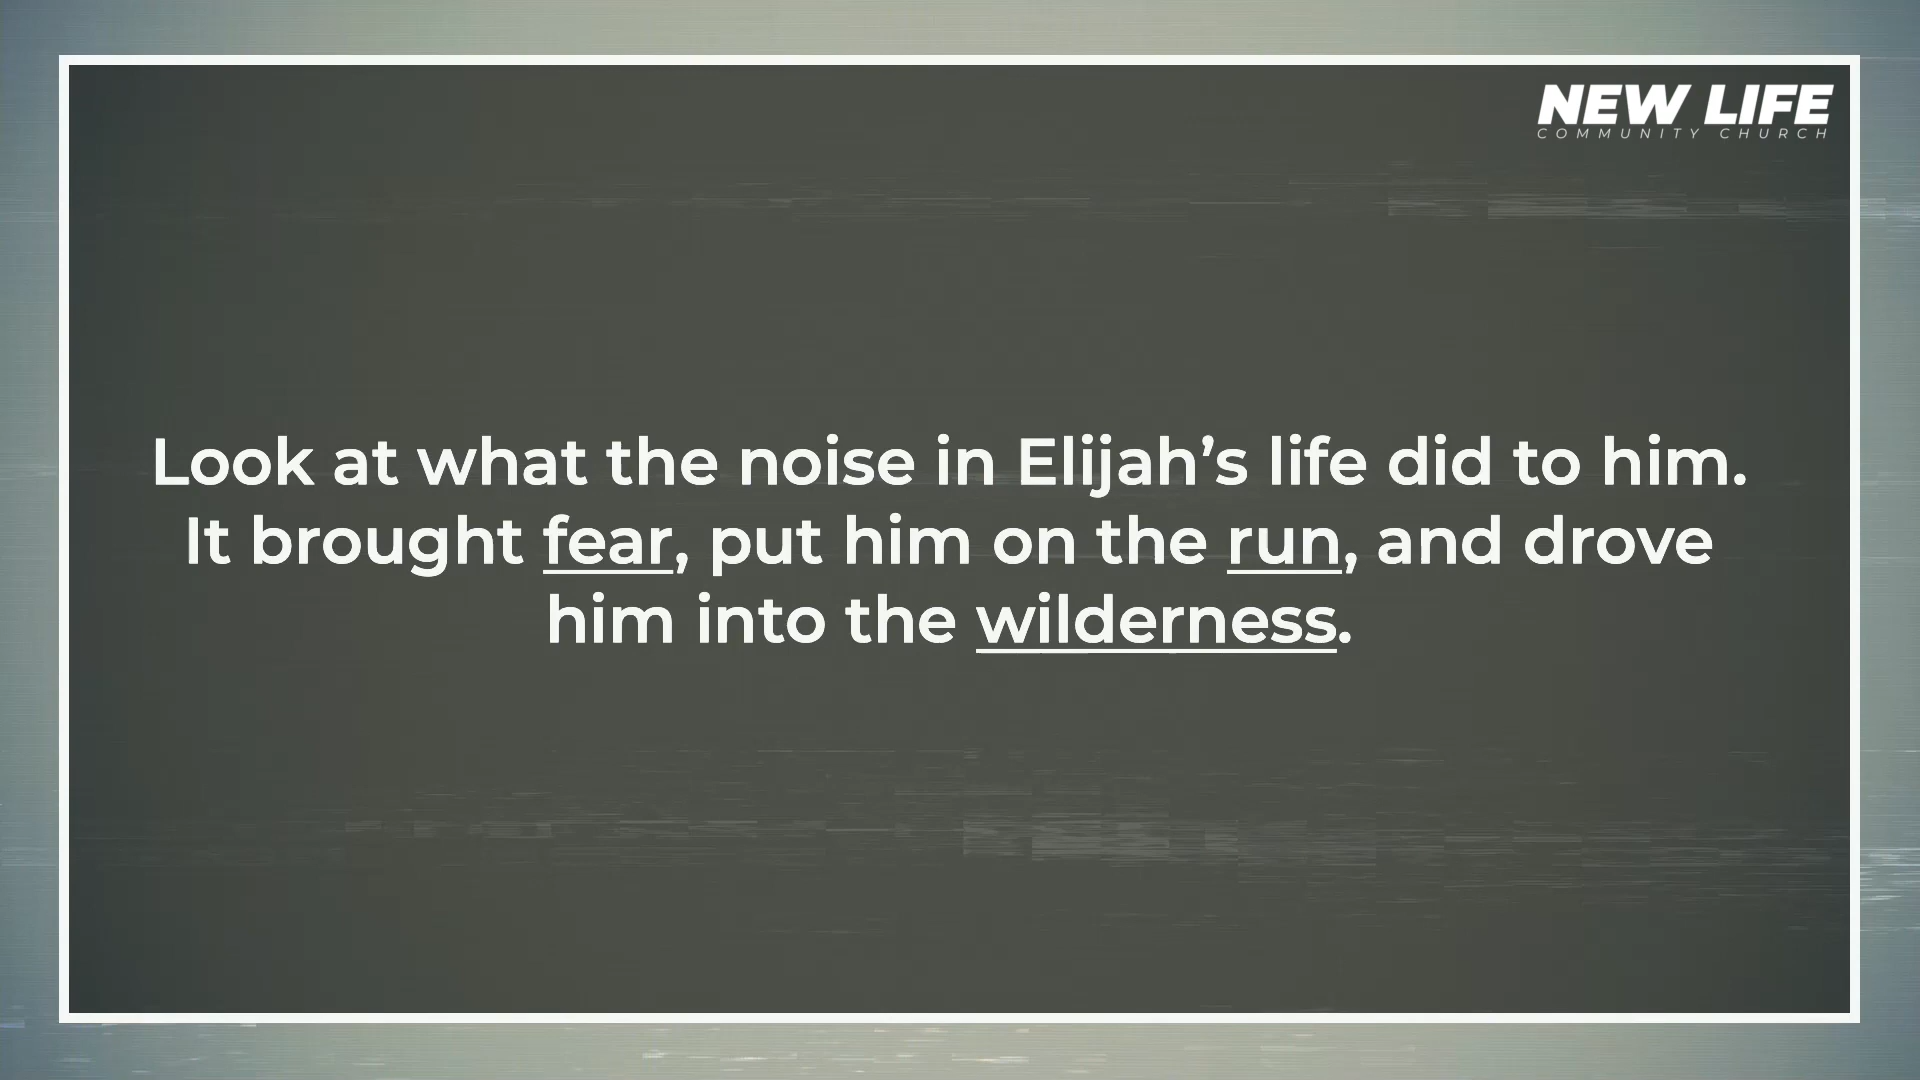 NEW LIFE
COMMUNITY CHURCH
Look at what the noise in Elijah’s life did to him.
It brought fear, put him on the run, and drove
him into the wilderness.